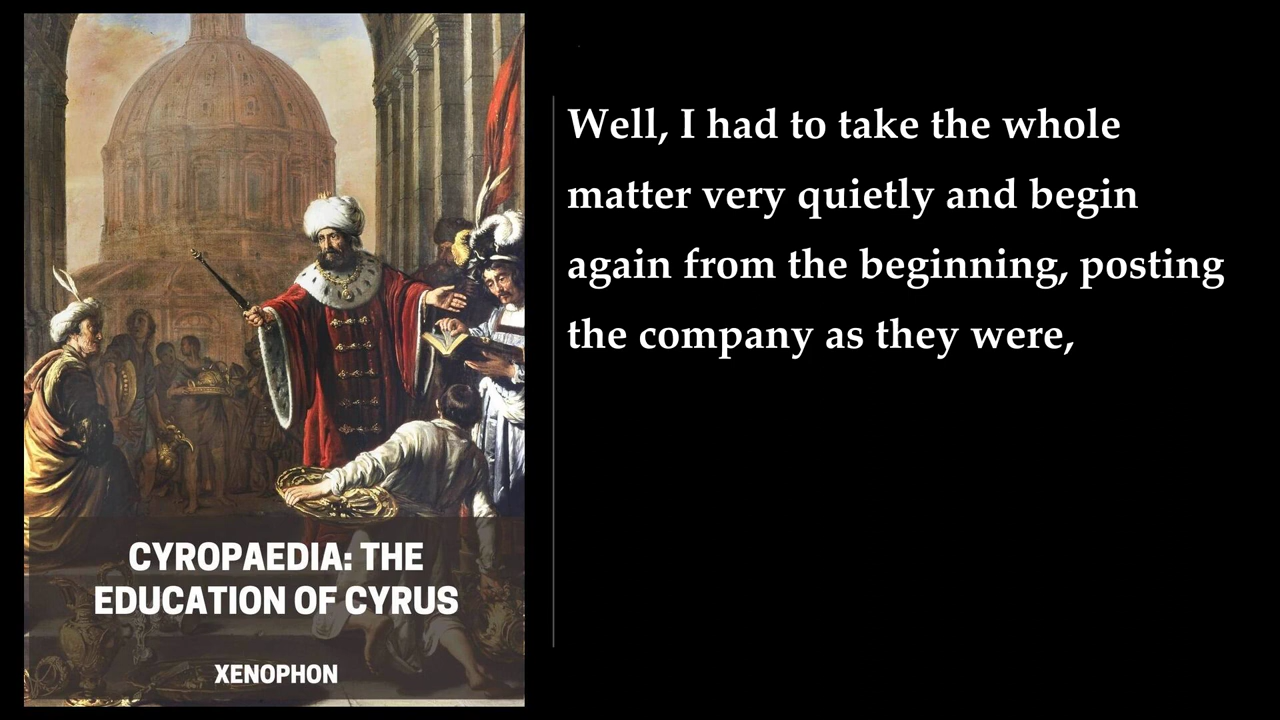 CYROPAEDIA: THE
EDUCATION OF CYRUS
XENOPHON
Well, I had to take the whole
matter very quietly and begin
again from the beginning, posting
the company as they were,